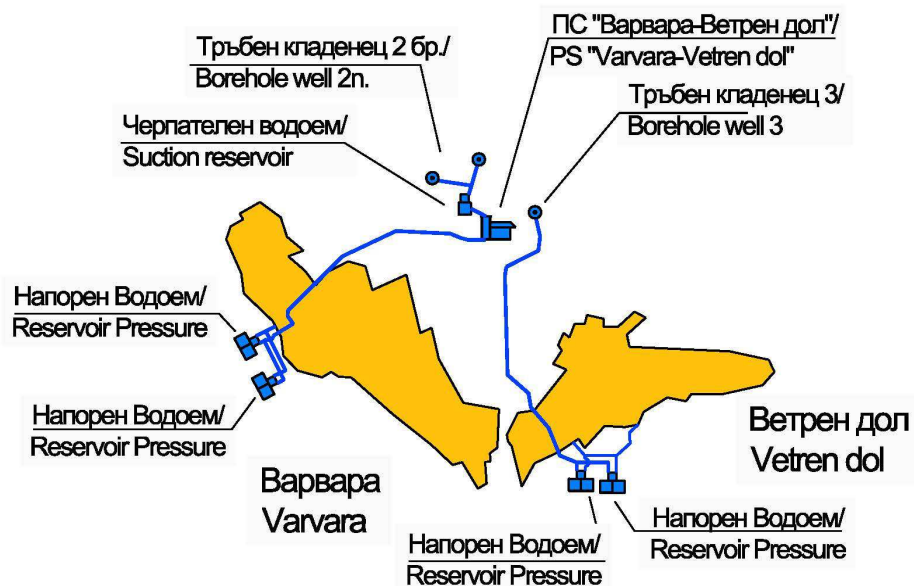 ПС "Варвара-Ветрен дол"/
PS "Varvara-Vetren dol"
Тръбен кладенец 2 бр./
Borehole well 2n.
Тръбен кладенец 3/
Borehole well 3
Черпателен водоем/
Suction reservoir
Напорен Водоем/
Reservoir Pressure
Напорен Водоем/
Reservoir Pressure
Ветрен дол
Vetren dol
Варвара
Varvara
Напорен Водоем/
Reservoir Pressure
Напорен Водоем/
Reservoir Pressure